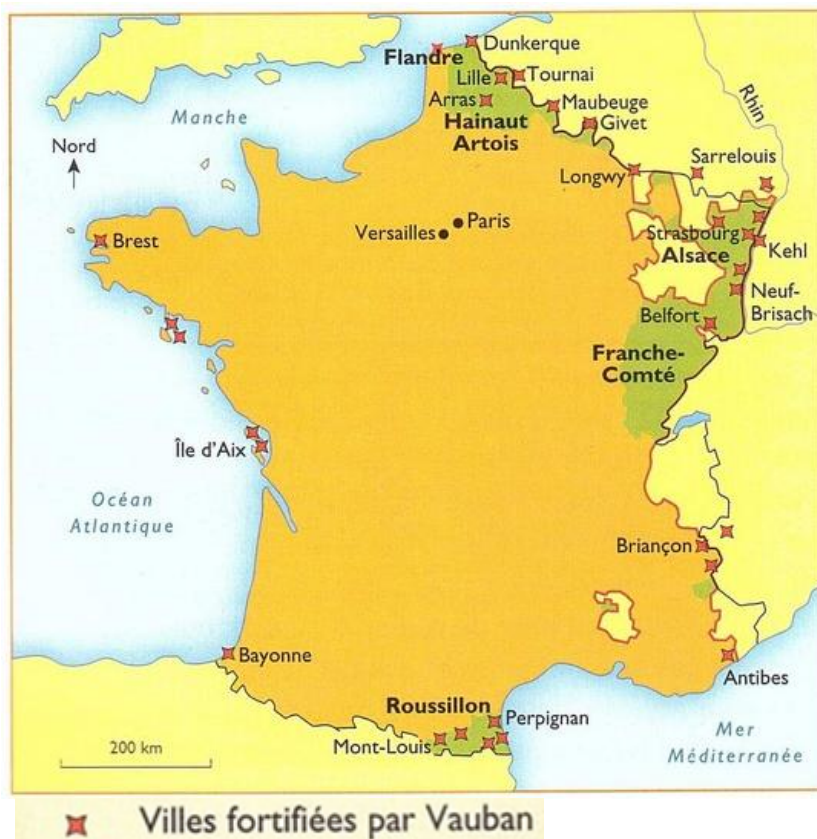 Dunkerque
Flandre
Lille
Tournai
Arras
Maubeuge
Hainaut
Artois
Givet
Manche
Rhin
Nord
Longwy
Sarrelouis
Brest
Versailles
Paris
Strasbourg
Kehl
Alsace
Neuf-
Brisach
Belfort
Franche-
Comté
Île d'Aix
Océan
Atlantique
Briançon
Bayonne
Antibes
Roussillon
Perpignan
Mont-Louis
200 km
Mer
Méditerranée
Villes fortifiées par Vauban